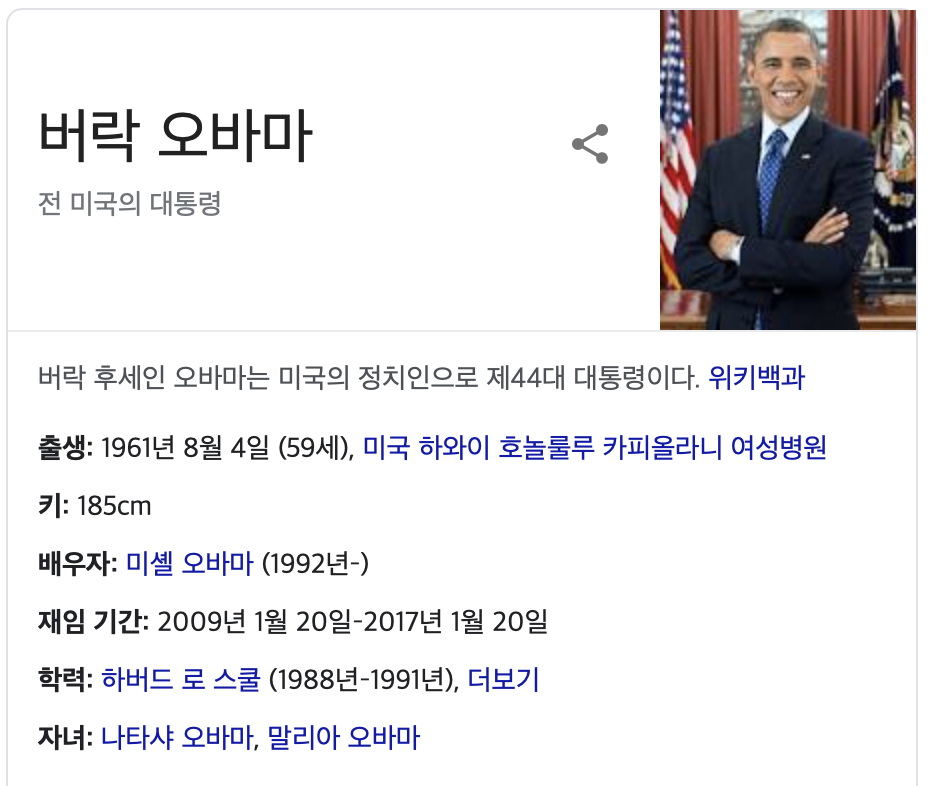 버락 오바마
전 미국의 대통령
버락 후세인 오바마는 미국의 정치인으로 제44대 대통령이다. 위키백과
출생: 1961년 8월 4일 (59세), 미국 하와이 호놀룰루 카피올라니 여성병원
키: 185cm
배우자: 미셸 오바마 (1992년-)
재임 기간: 2009년 1월 20일-2017년 1월 20일
학력: 하버드 로 스쿨 (1988년-1991년), 더보기
자녀: 나타샤 오바마, 말리아 오바마